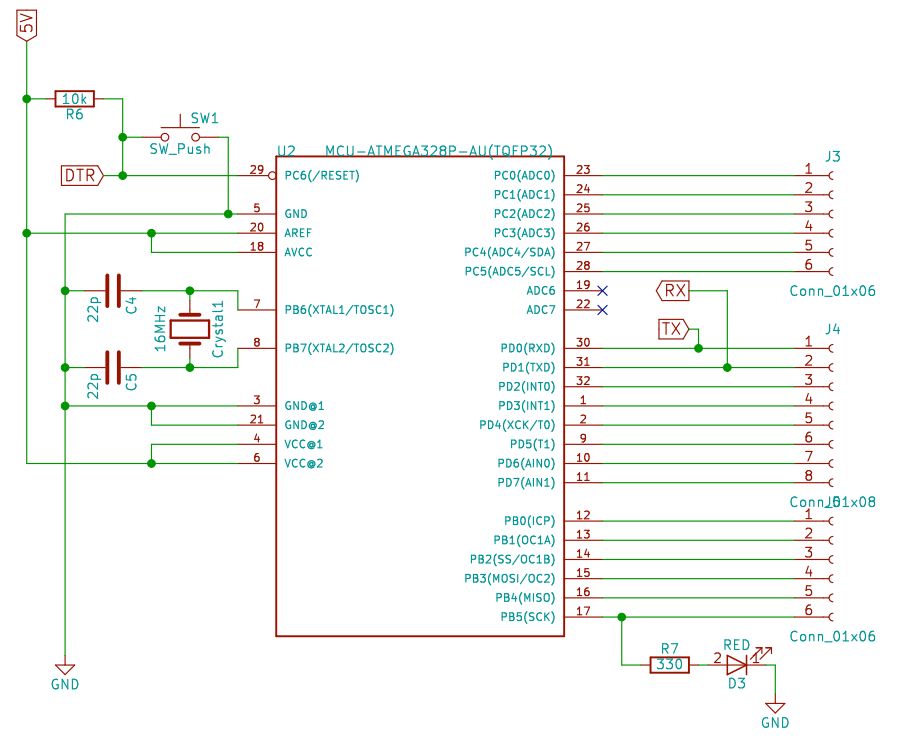 5V
10k
R6
SW1
SW_Push
DTR
U2 MCU-ATMEGA328P-AU(TQFP32)
29 PC6(/RESET)
5 GND
20 AREF
18 AVCC
7 PB6(XTAL1/TOSC1)
8 PB7(XTAL2/TOSC2)
3 GND@1
21 GND@2
4 VCC@1
6 VCC@2
22p
C4
16MHz
Crystal1
22p
C5
GND
PC0(ADC0) 23
PC1(ADC1) 24
PC2(ADC2) 25
PC3(ADC3) 26
PC4(ADC4/SDA) 27
PC5(ADC5/SCL) 28
ADC6 19
ADC7 22
PD0(RXD) 30
PD1(TXD) 31
PD2(INT0) 32
PD3(INT1) 1
PD4(XCK/T0) 2
PD5(T1) 9
PD6(AIN0) 10
PD7(AIN1) 11
PB0(ICP) 12
PB1(OC1A) 13
PB2(SS/OC1B) 14
PB3(MOSI/OC2) 15
PB4(MISO) 16
PB5(SCK) 17
RX
TX
J3
1
2
3
4
5
6
Conn_01x06
J4
1
2
3
4
5
6
7
8
Conn_01x08
J5
1
2
3
4
5
6
Conn_01x06
R7
330
RED
2 1
D3
GND